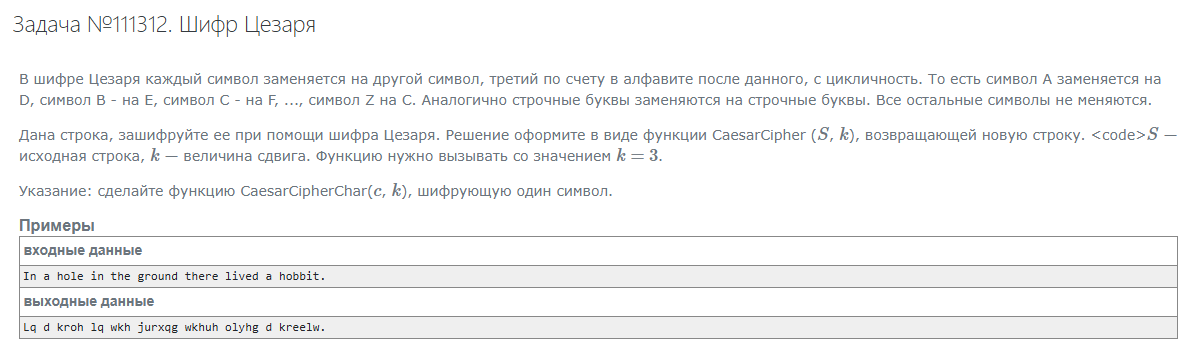 Задача №111312. Шифр Цезаря
В шифре Цезаря каждый символ заменяется на другой символ, третий по счету в алфавите после данного, с цикличность. То есть символ A заменяется на
D, символ B - на E, символ C - на F, ..., символ Z на C. Аналогично строчные буквы заменяются на строчные буквы. Все остальные символы не меняются.
Дана строка, зашифруйте ее при помощи шифра Цезаря. Решение оформите в виде функции CaesarCipher (S, k), возвращающей новую строку. <code>S —
исходная строка, k — величина сдвига. Функцию нужно вызывать со значением k = 3.
Указание: сделайте функцию CaesarCipherChar(c, k), шифрующую один символ.
Примеры
входные данные
In a hole in the ground there lived a hobbit.
выходные данные
Lq d kroh lq wkh jurxqg wkhuh olyhg d kreelw.